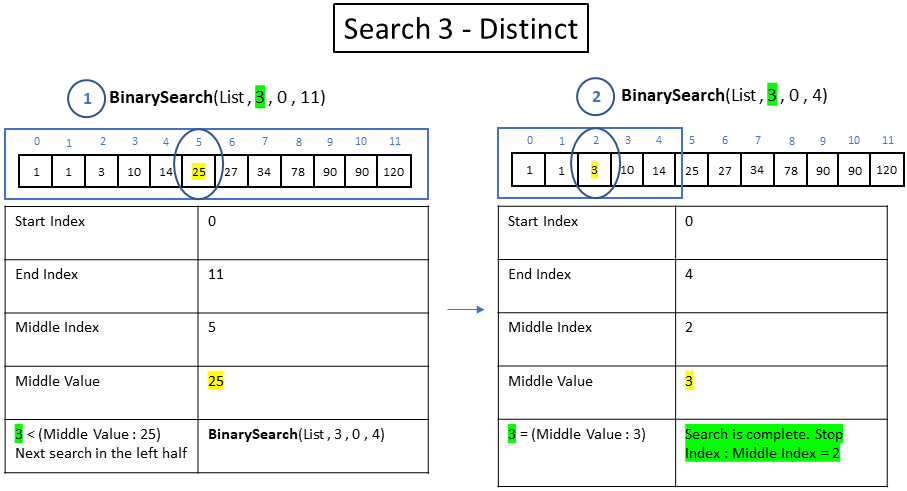 Search 3 - Distinct
1 BinarySearch(List , 3 , 0 , 11)
0 1 2 3 4 5 6 7 8 9 10 11
1 1 3 10 14 25 27 34 78 90 90 120
Start Index 0
End Index 11
Middle Index 5
Middle Value 25
3 < (Middle Value : 25) BinarySearch(List , 3 , 0 , 4)
Next search in the left half
2 BinarySearch(List , 3 , 0 , 4)
0 1 2 3 4 5 6 7 8 9 10 11
1 1 3 10 14 25 27 34 78 90 90 120
Start Index 0
End Index 4
Middle Index 2
Middle Value 3
3 = (Middle Value : 3) Search is complete. Stop
Index : Middle Index = 2